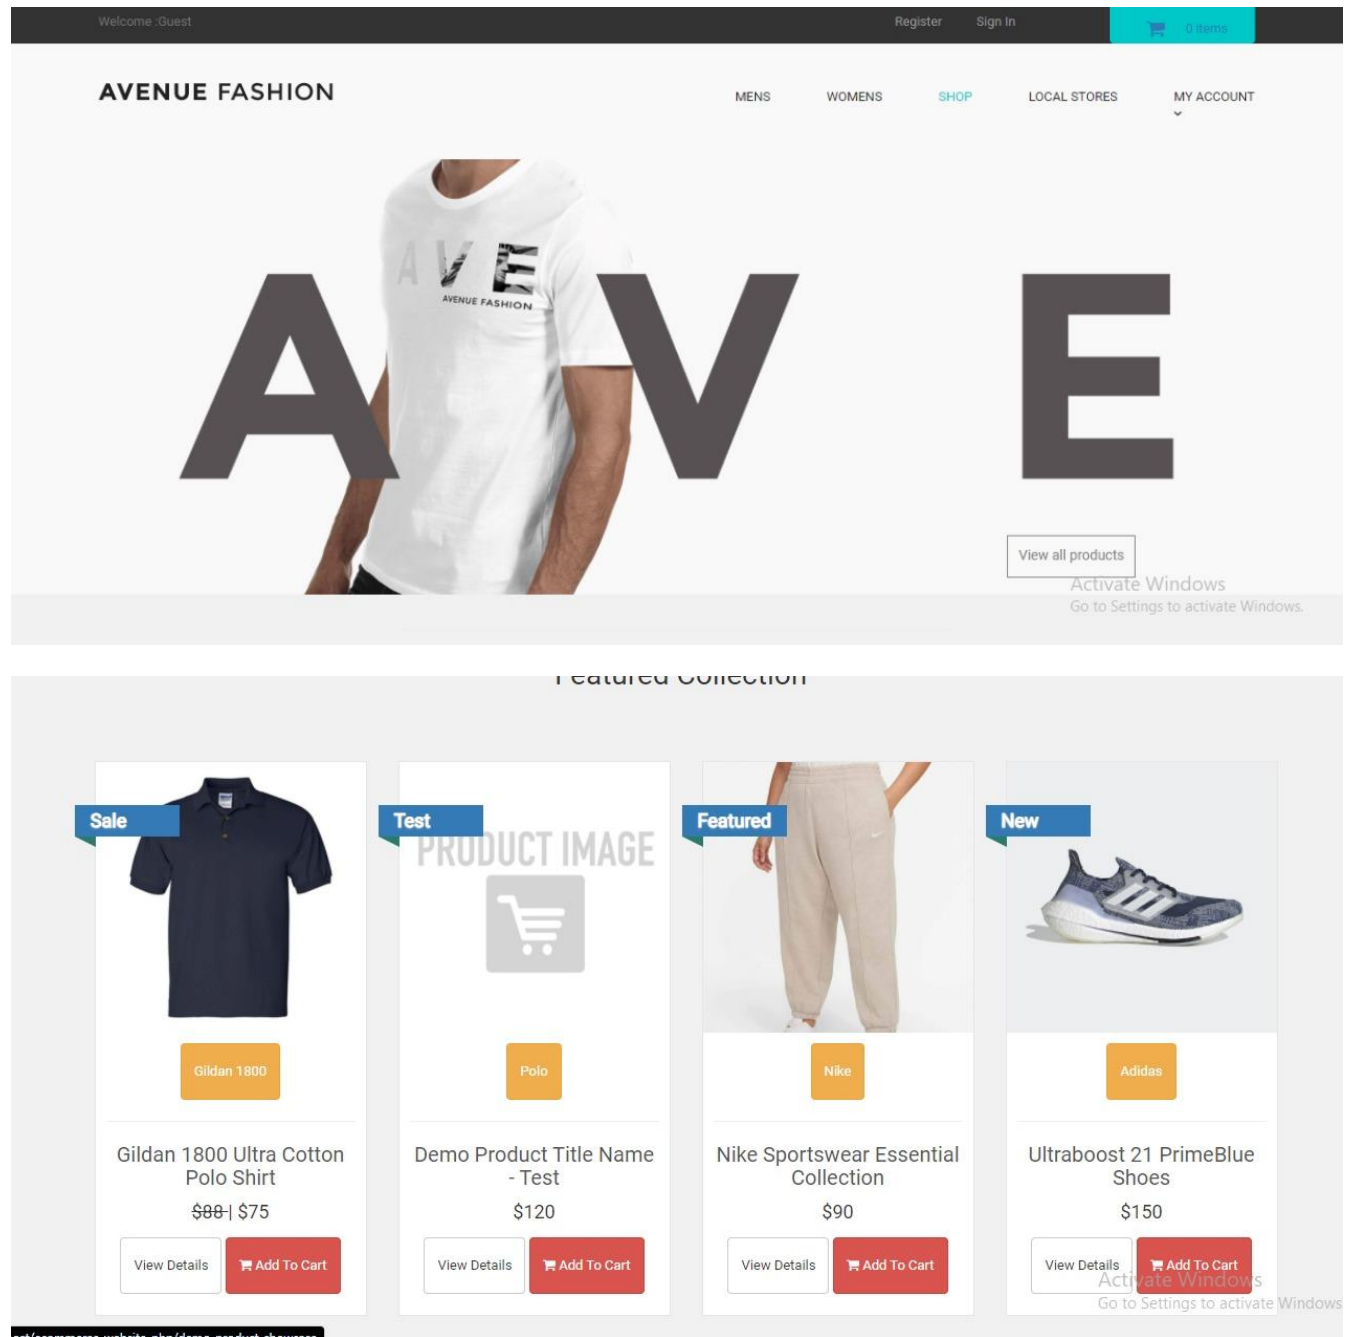 Welcome :Guest
Register
Sign In
0 items
AVENUE FASHION
MENS
WOMENS
SHOP
LOCAL STORES
MY ACCOUNT
AVE
AVENUE FASHION
A V E
View all products
Activate Windows
Go to Settings to activate Windows.
Featured Collection
Sale
Test
PRODUCT IMAGE
Featured
New
Gildan 1800
Polo
Nike
Adidas
Gildan 1800 Ultra Cotton
Polo Shirt
$88 | $75
View Details
Add To Cart
Demo Product Title Name
- Test
$120
View Details
Add To Cart
Nike Sportswear Essential
Collection
$90
View Details
Add To Cart
Ultraboost 21 PrimeBlue
Shoes
$150
View Details
Add To Cart
Activate Windows
Go to Settings to activate Windows